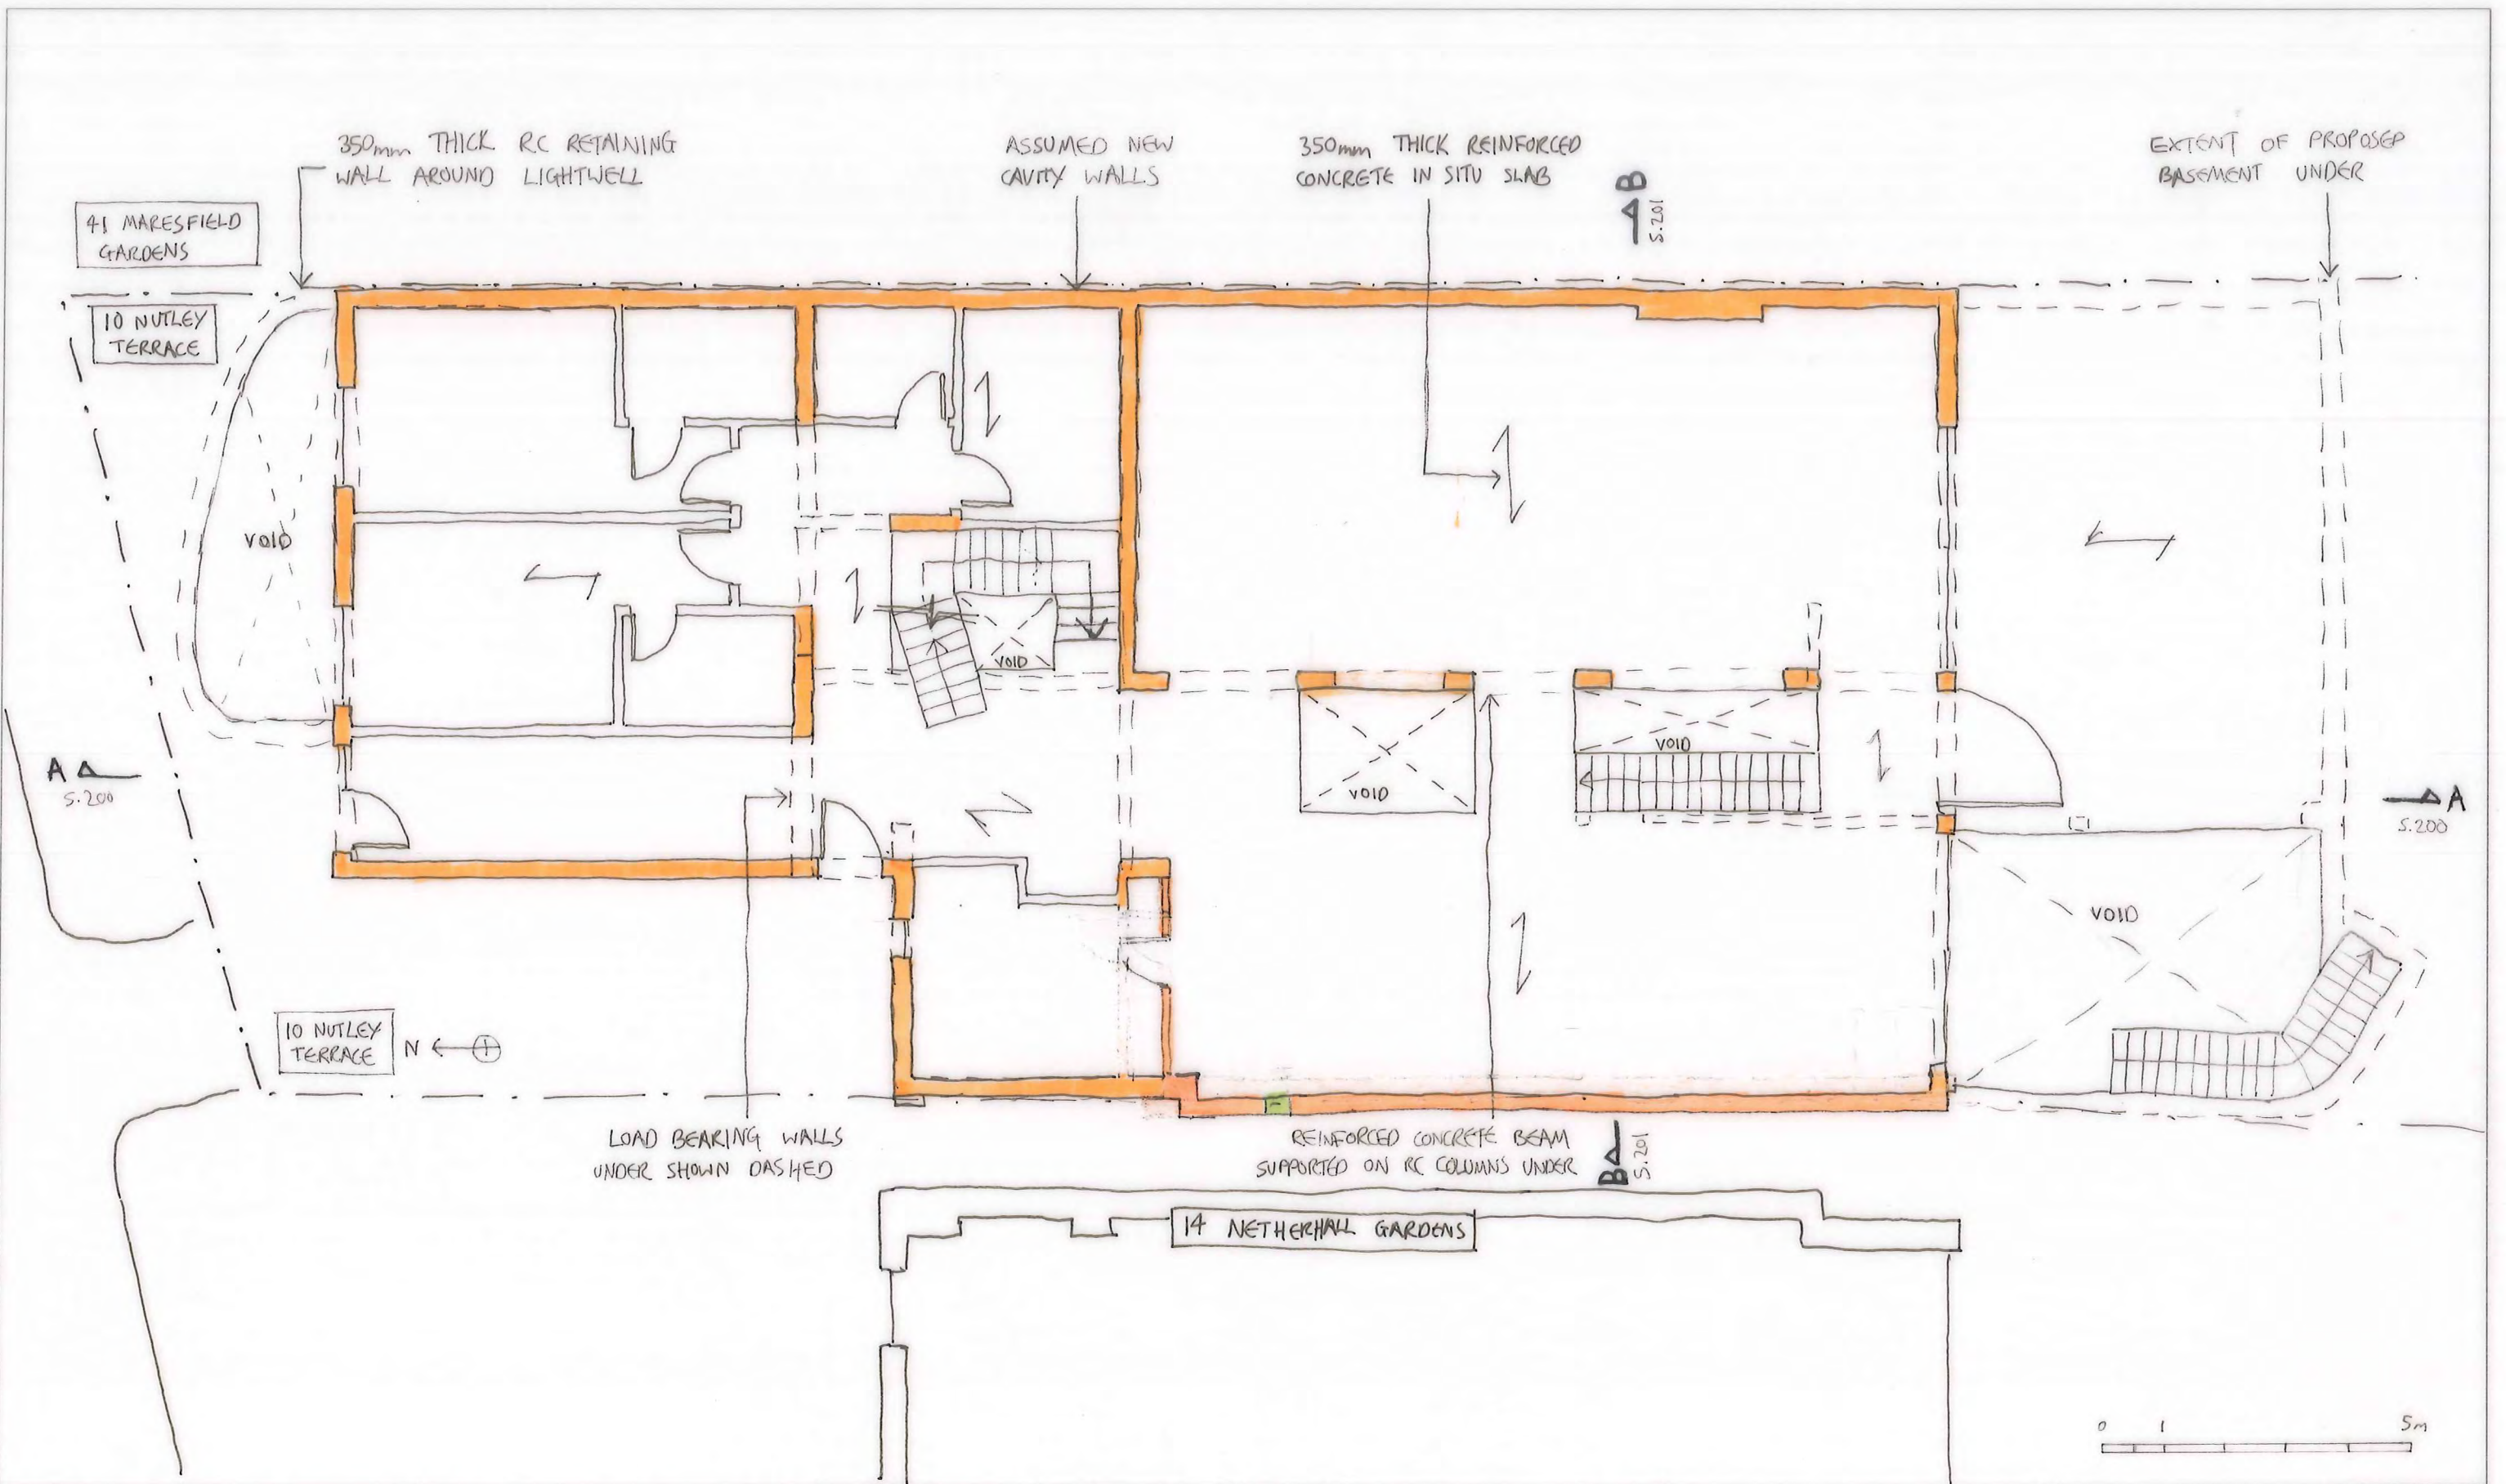 350mm THICK RC RETAINING
WALL AROUND LIGHTWELL
ASSUMED NEW
CAVITY WALLS
350mm THICK REINFORCED
CONCRETE IN SITU SLAB
B
S.201
EXTENT OF PROPOSED
BASEMENT UNDER
41 MARESFIELD
GARDENS
10 NUTLEY
TERRACE
VOID
VOID
VOID
VOID
A
S.200
A
S.200
VOID
10 NUTLEY
TERRACE
N
LOAD BEARING WALLS
UNDER SHOWN DASHED
REINFORCED CONCRETE BEAM
SUPPORTED ON RC COLUMNS UNDER
B
S.201
14 NETHERHALL GARDENS
0 1 5m